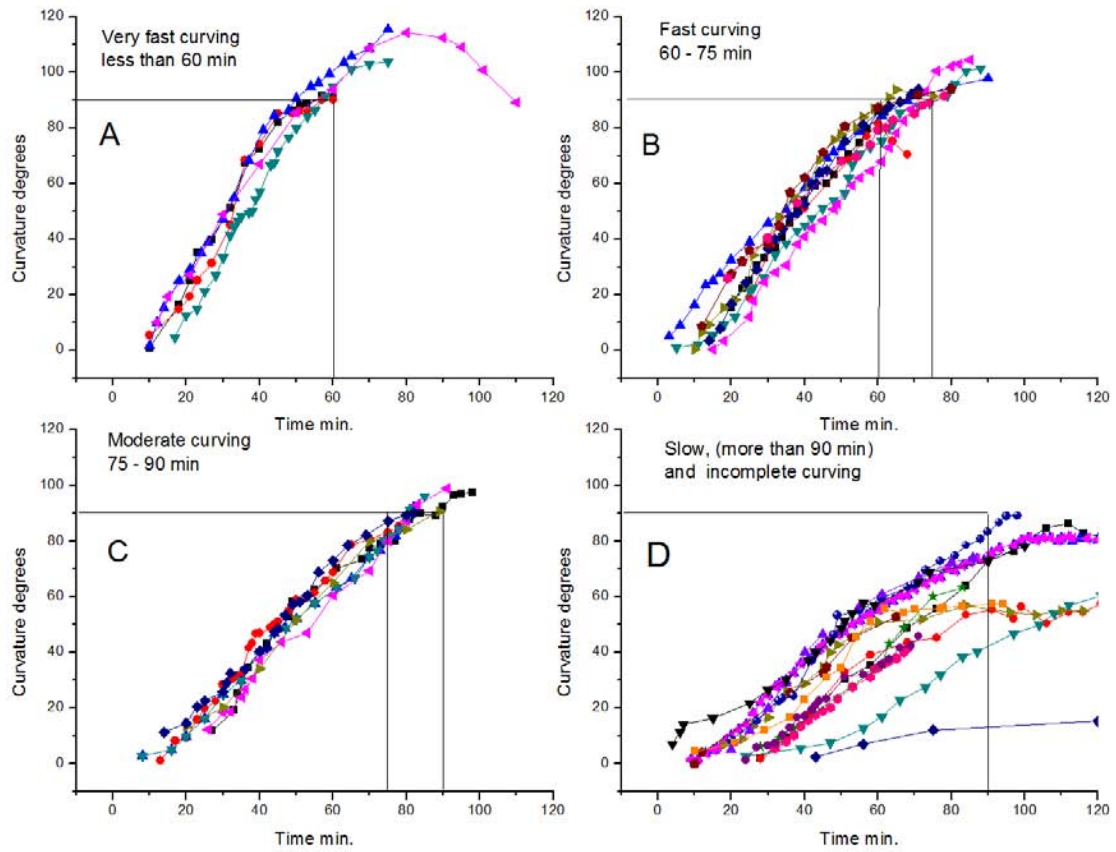 Very fast curving
less than 60 min
A
Curvature degrees
120
100
80
60
40
20
0
0 20 40 60 80 100 120
Time min.
Fast curving
60 - 75 min
B
Curvature degrees
120
100
80
60
40
20
0
0 20 40 60 80 100 120
Time min.
Moderate curving
75 - 90 min
C
Curvature degrees
120
100
80
60
40
20
0
0 20 40 60 80 100 120
Time min.
Slow, (more than 90 min)
and incomplete curving
D
Curvature degrees
120
100
80
60
40
20
0
0 20 40 60 80 100 120
Time min.